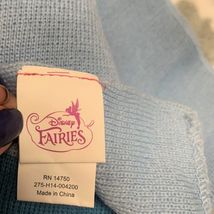 Disney
FAIRIES
RN 14750
275-H14-004200
Made in China